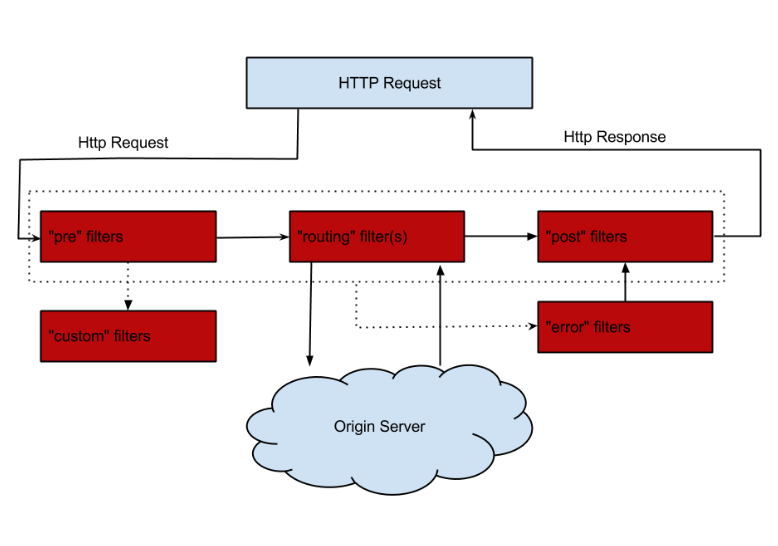 HTTP Request
Http Request
Http Response
"pre" filters
"routing" filter(s)
"post" filters
"custom" filters
"error" filters
Origin Server